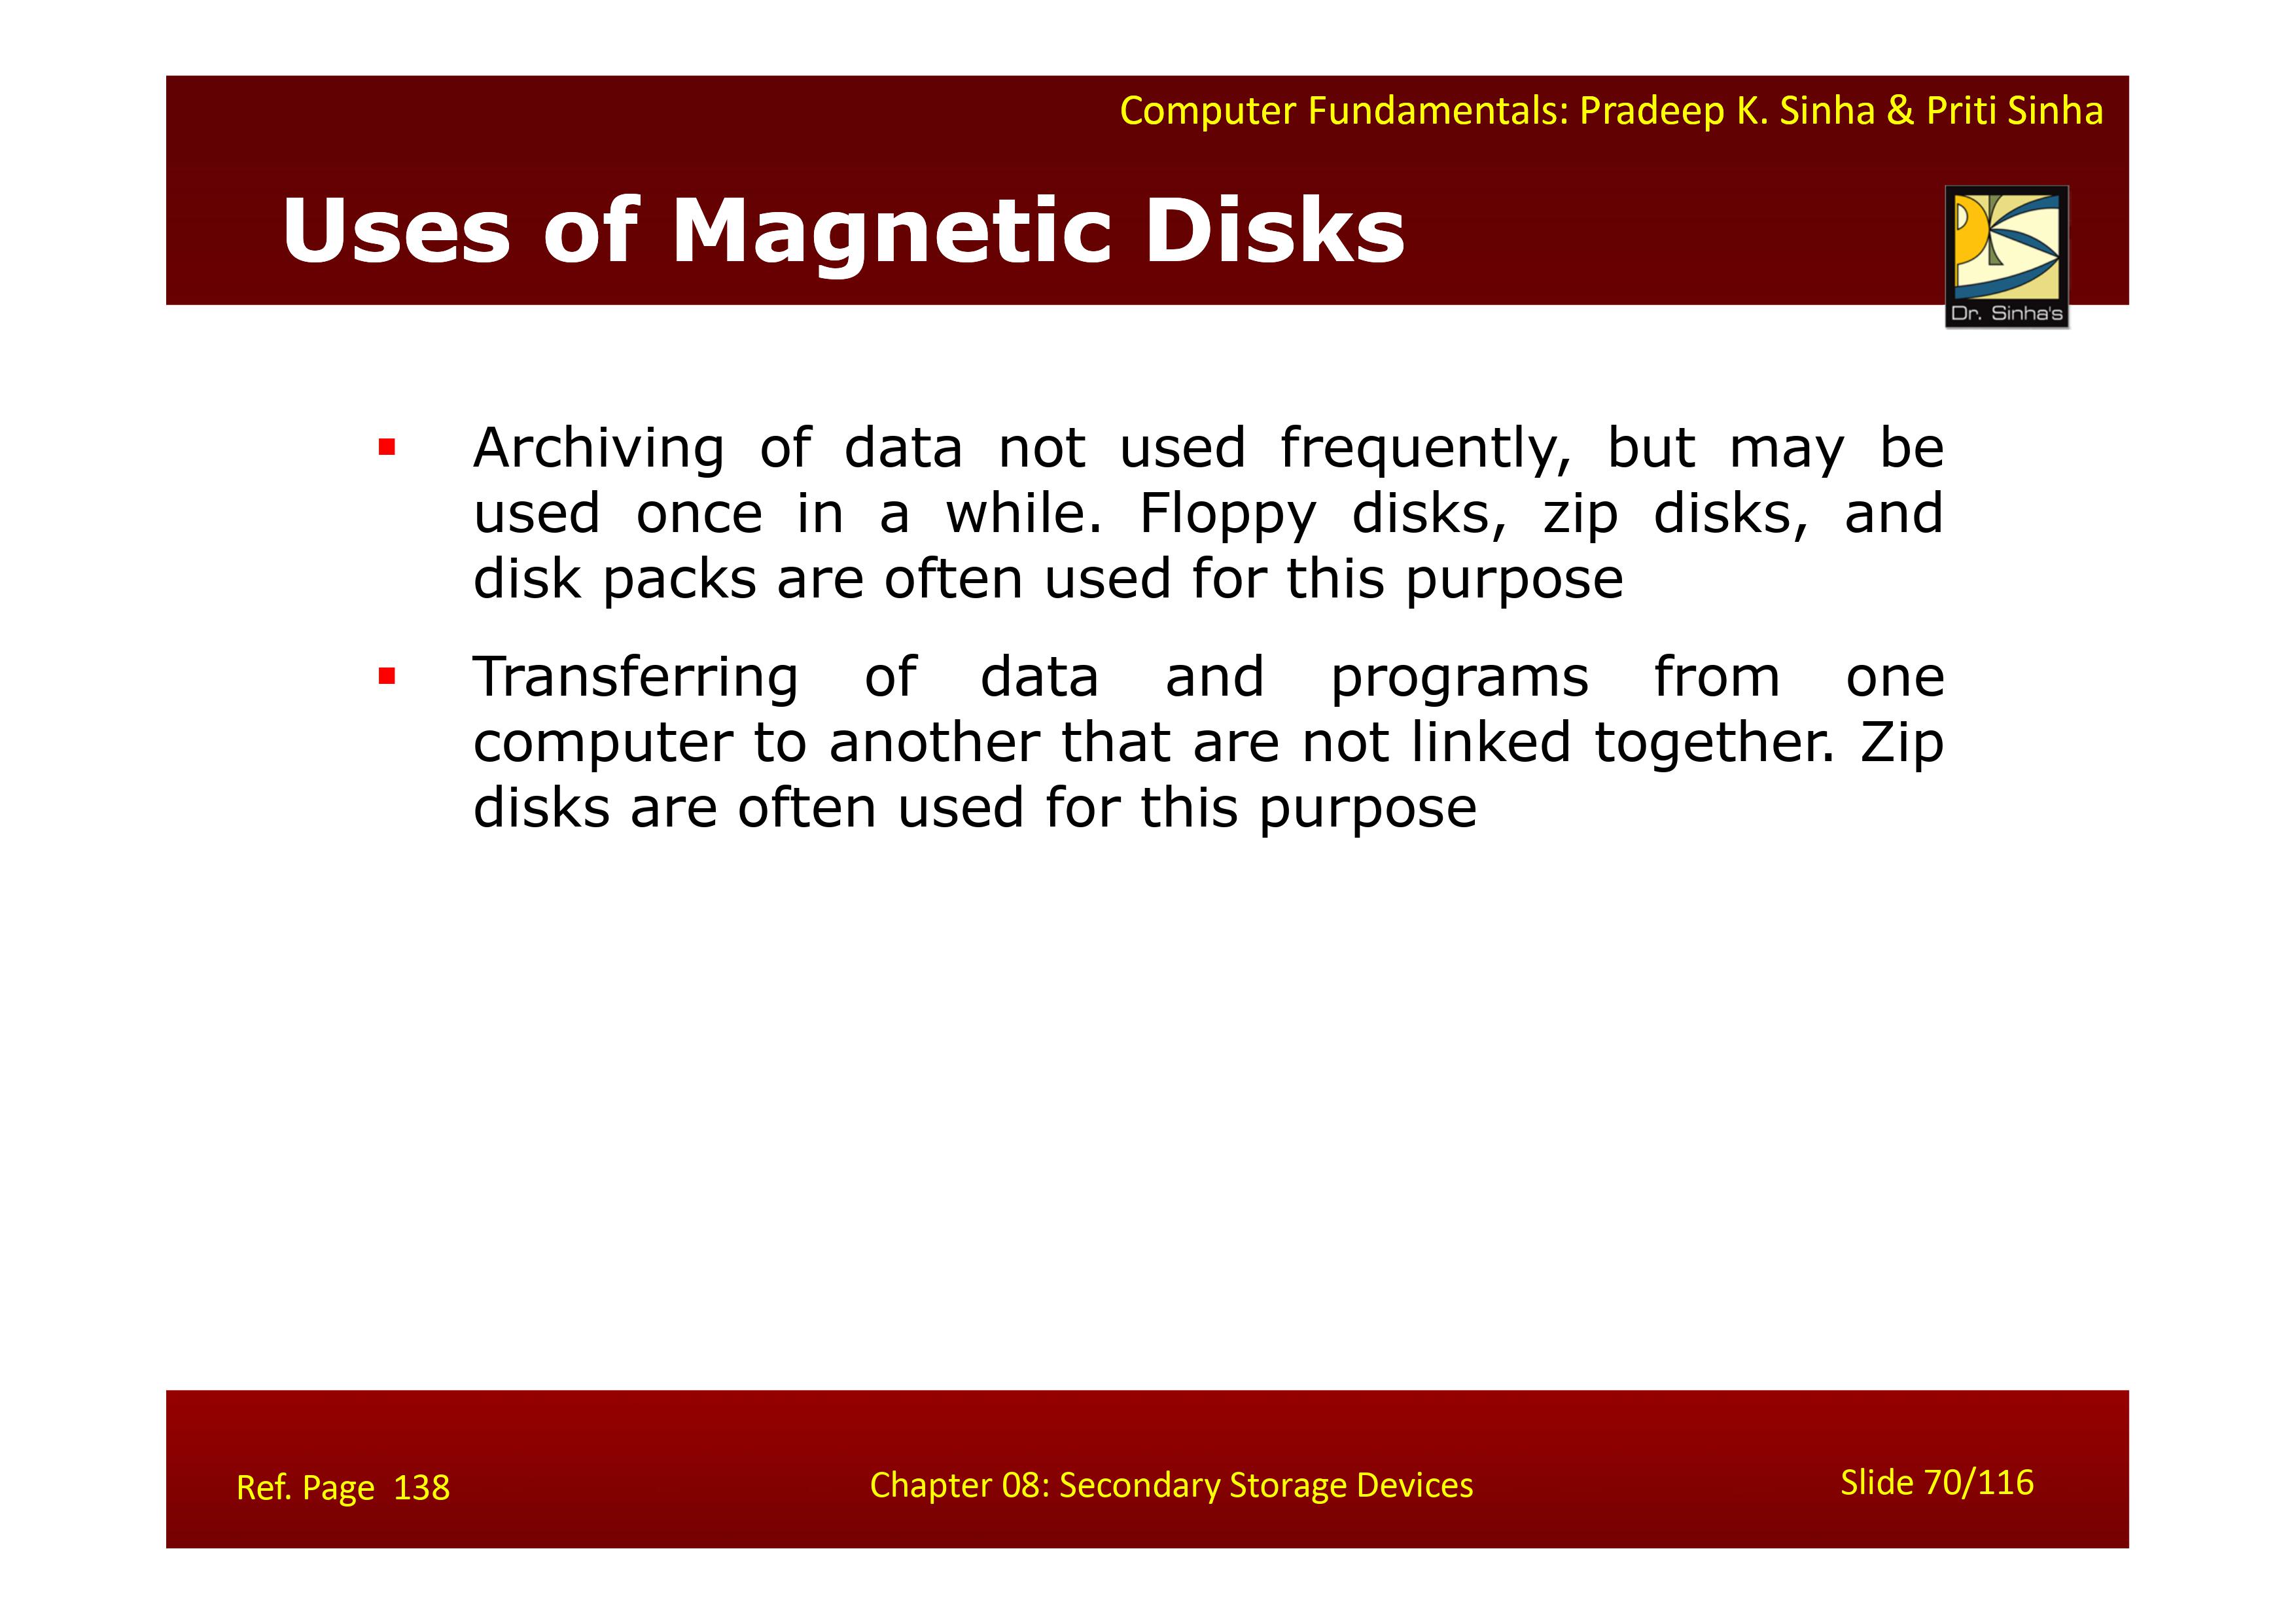 Computer Fundamentals: Pradeep K. Sinha & Priti Sinha
Uses of Magnetic Disks
Dr. Sinha's
▪ Archiving of data not used frequently, but may be
used once in a while. Floppy disks, zip disks, and
disk packs are often used for this purpose
▪ Transferring of data and programs from one
computer to another that are not linked together. Zip
disks are often used for this purpose
Ref. Page 138
Chapter 08: Secondary Storage Devices
Slide 70/116